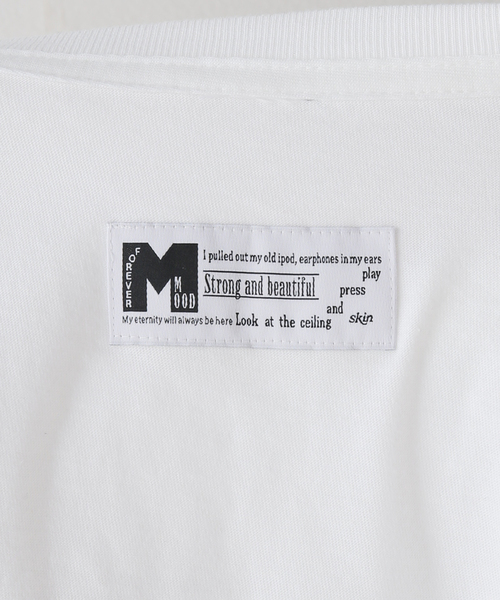 FOREVER
M
MOOD
I pulled out my old ipod, earphones in my ears
play
Strong and beautiful
press
and
skin
My eternity will always be here Look at the ceiling